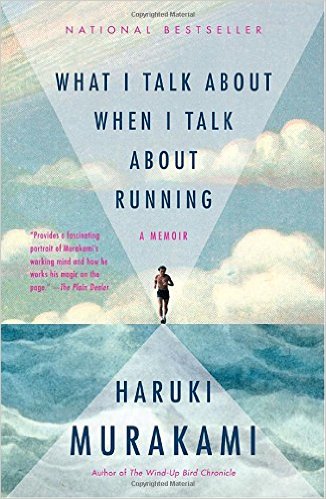 NATIONAL BESTSELLER
WHAT I TALK ABOUT
WHEN I TALK
ABOUT
RUNNING
A MEMOIR
"Provides a fascinating
portrait of Murakami's
working mind and how he
works his magic on the
page." —The Plain Dealer
HARUKI
MURAKAMI
Author of The Wind-Up Bird Chronicle